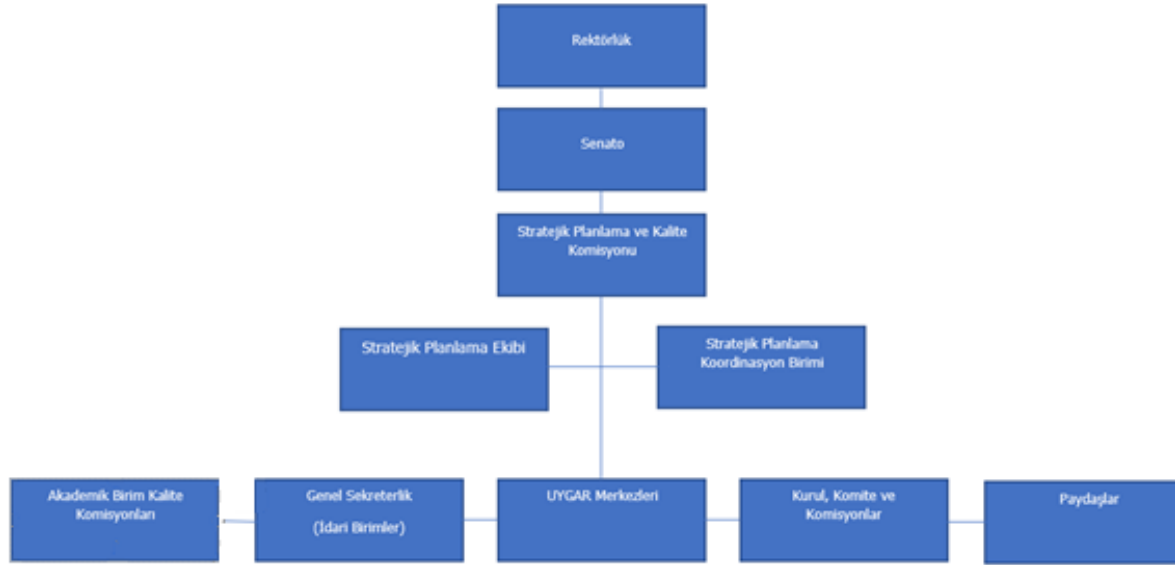 Rektörlük
Senato
Stratejik Planlama ve Kalite
Komisyonu
Stratejik Planlama Ekibi
Stratejik Planlama
Koordinasyon Birimi
Akademik Birim Kalite
Komisyonları
Genel Sekreterlik
(İdari Birimler)
UYGAR Merkezleri
Kurul, Komite ve
Komisyonlar
Paydaşlar